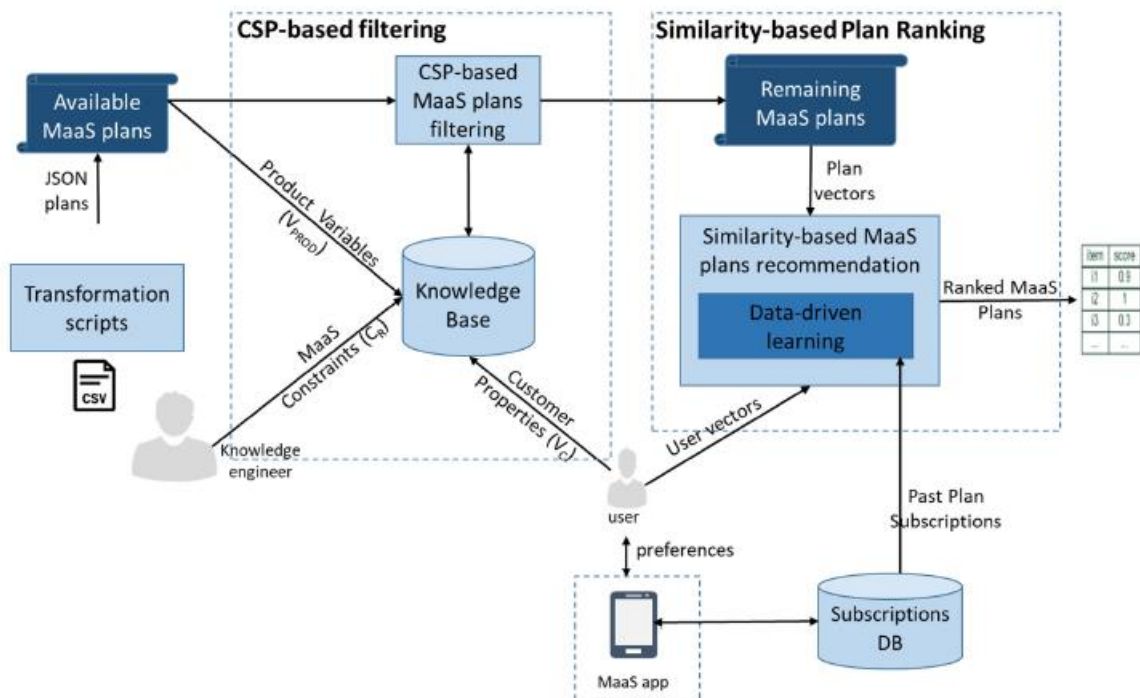 CSP-based filtering
Similarity-based Plan Ranking
Available
MaaS plans
CSP-based
MaaS plans
filtering
Remaining
MaaS plans
JSON
plans
Product Variables
(V_PROD)
Plan
vectors
Transformation
scripts
CSV
Knowledge
Base
Similarity-based MaaS
plans recommendation
Data-driven
learning
Ranked MaaS
Plans
item score
i1 0.9
i2 1
i3 0.3
... ...
MaaS
Constraints (C_R)
Customer
Properties (V_C)
User vectors
Knowledge
engineer
user
Past Plan
Subscriptions
preferences
MaaS app
Subscriptions
DB